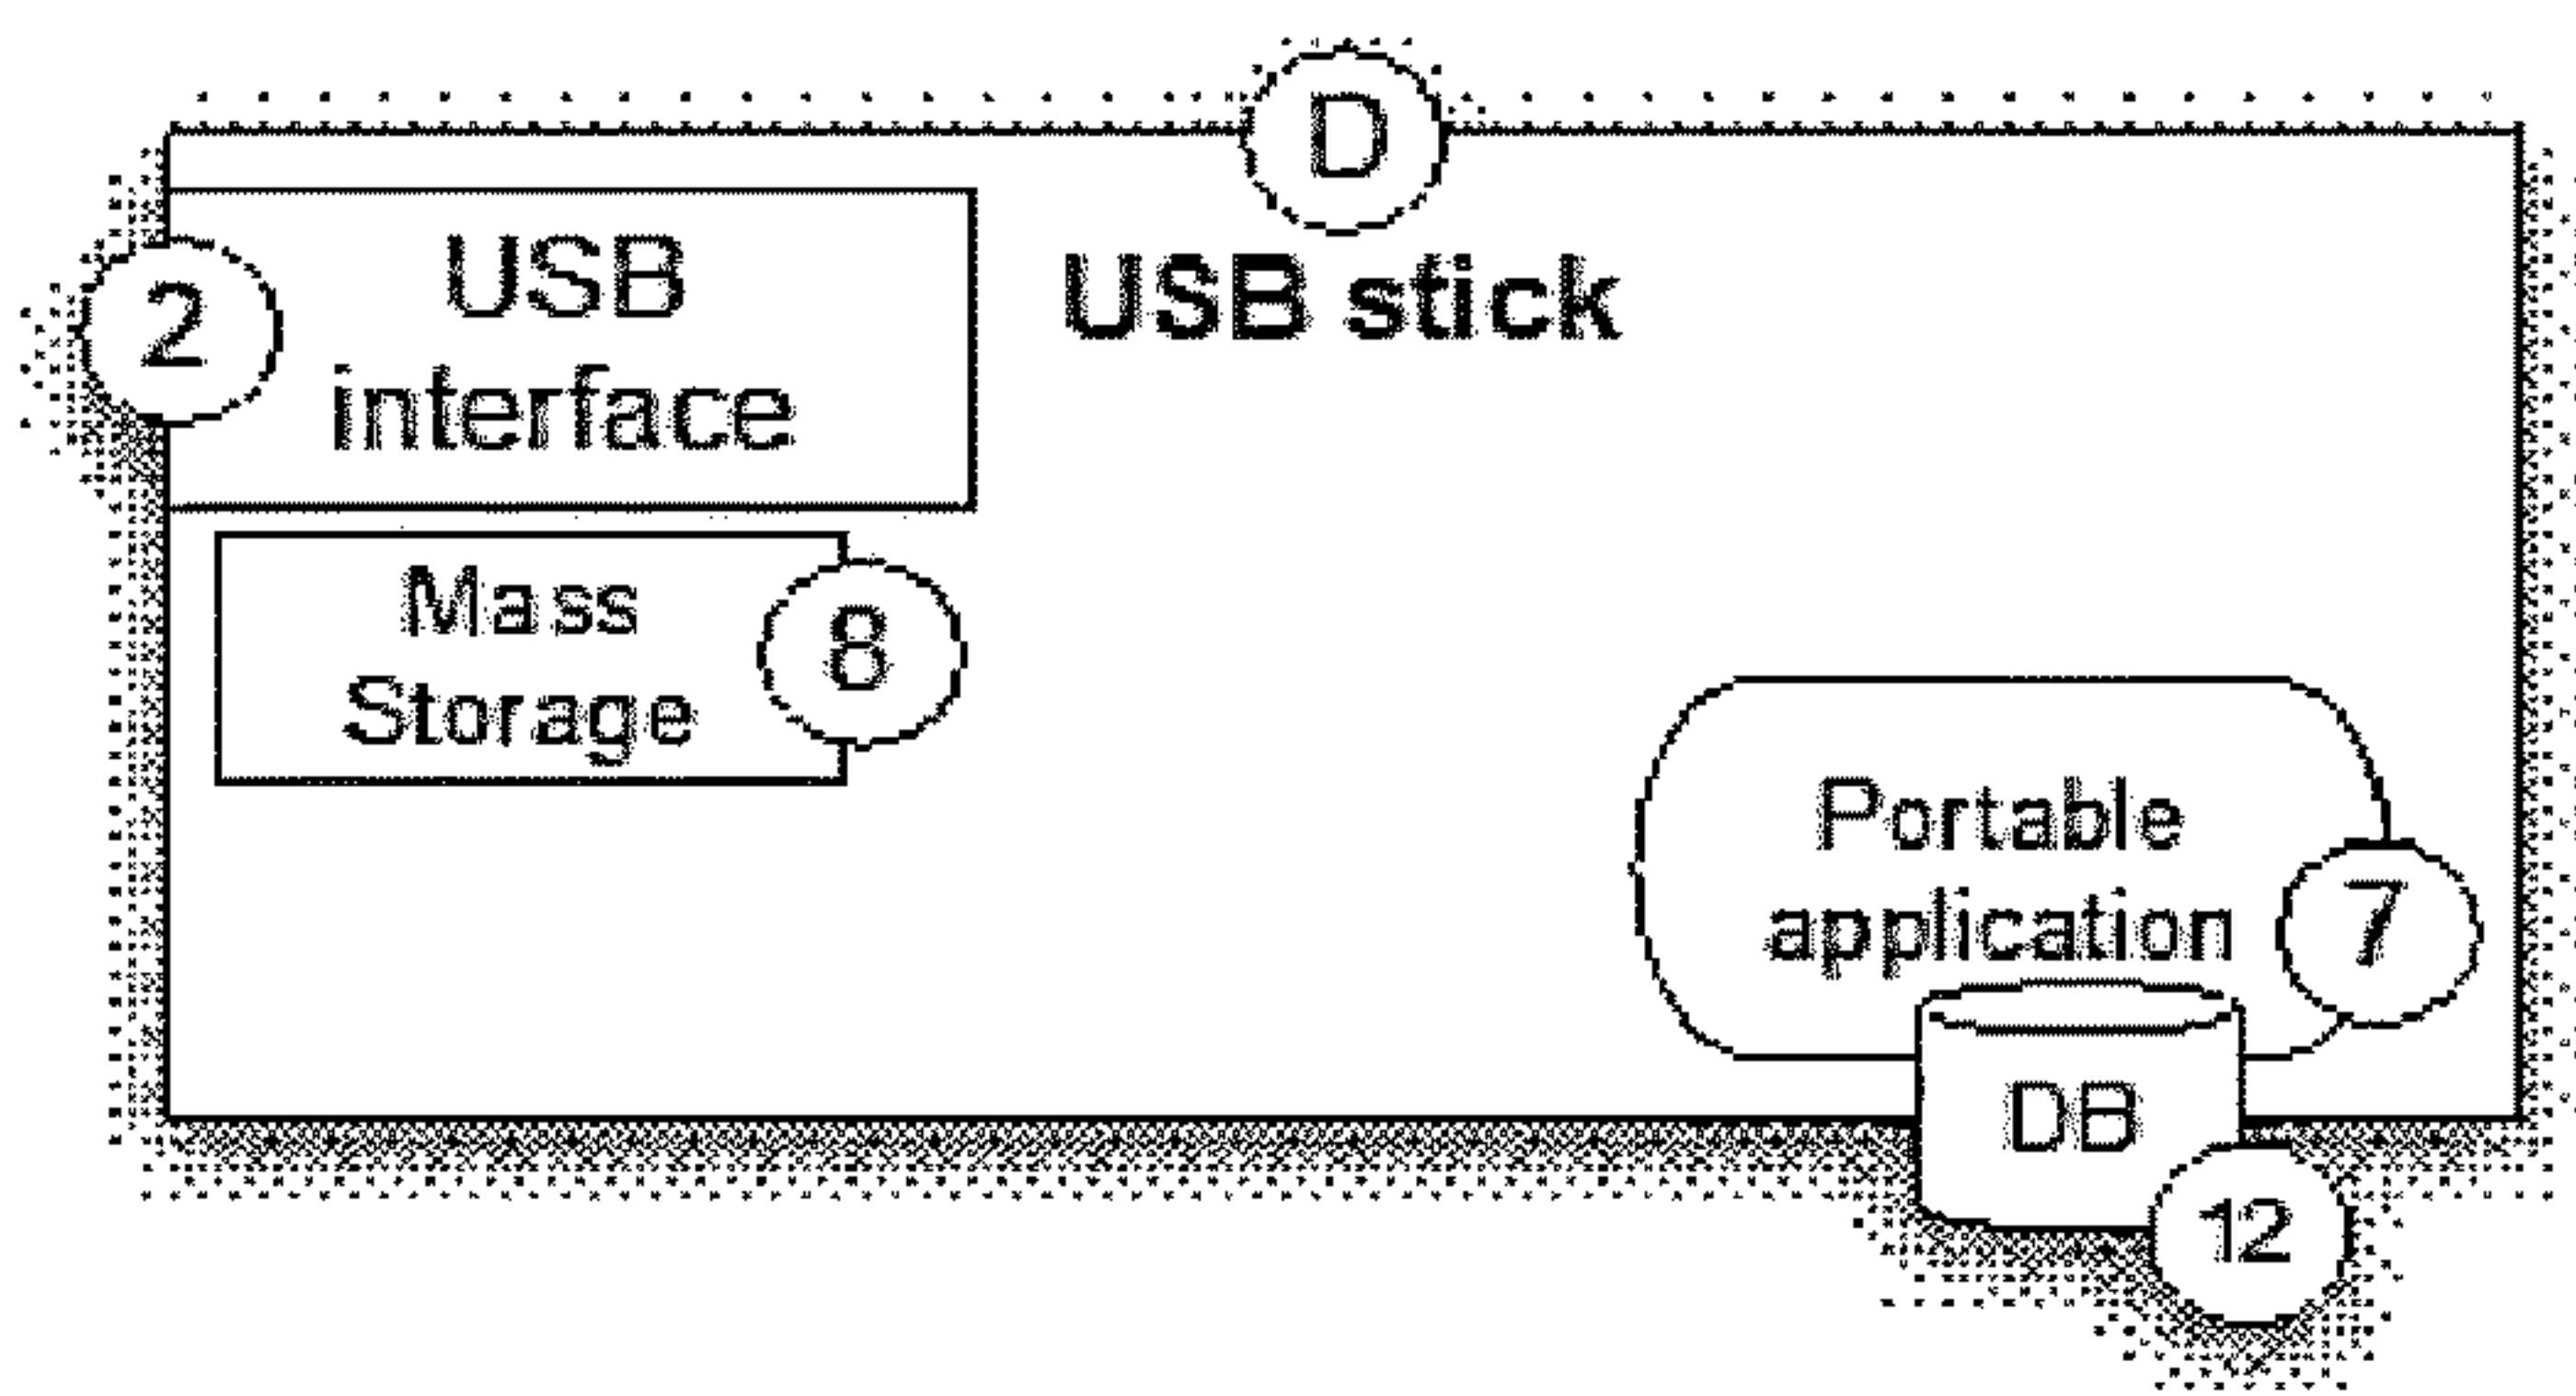 D
USB stick
2
USB
interface
Mass
Storage
8
Portable
application
7
DB
12